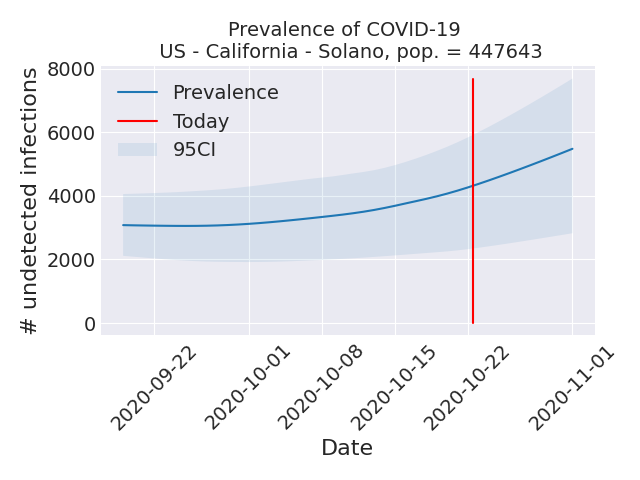 Prevalence of COVID-19
US - California - Solano, pop. = 447643
# undetected infections
8000
6000
4000
2000
0
Prevalence
Today
95CI
2020-09-22
2020-10-01
2020-10-08
2020-10-15
2020-10-22
2020-11-01
Date